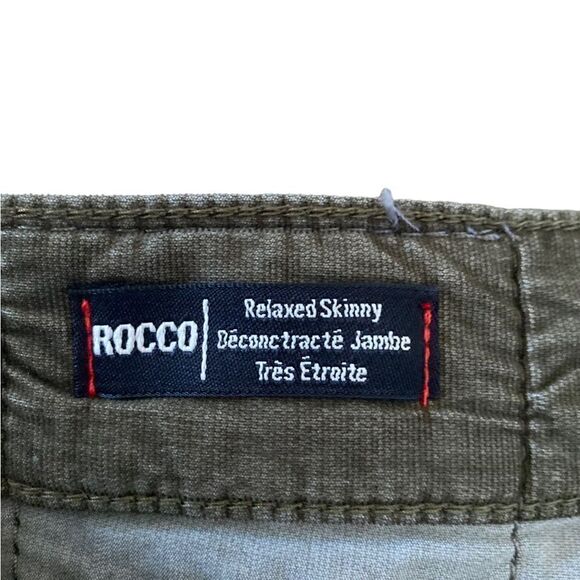 ROCCO
Relaxed Skinny
Déconctracté Jambe
Très Étroite